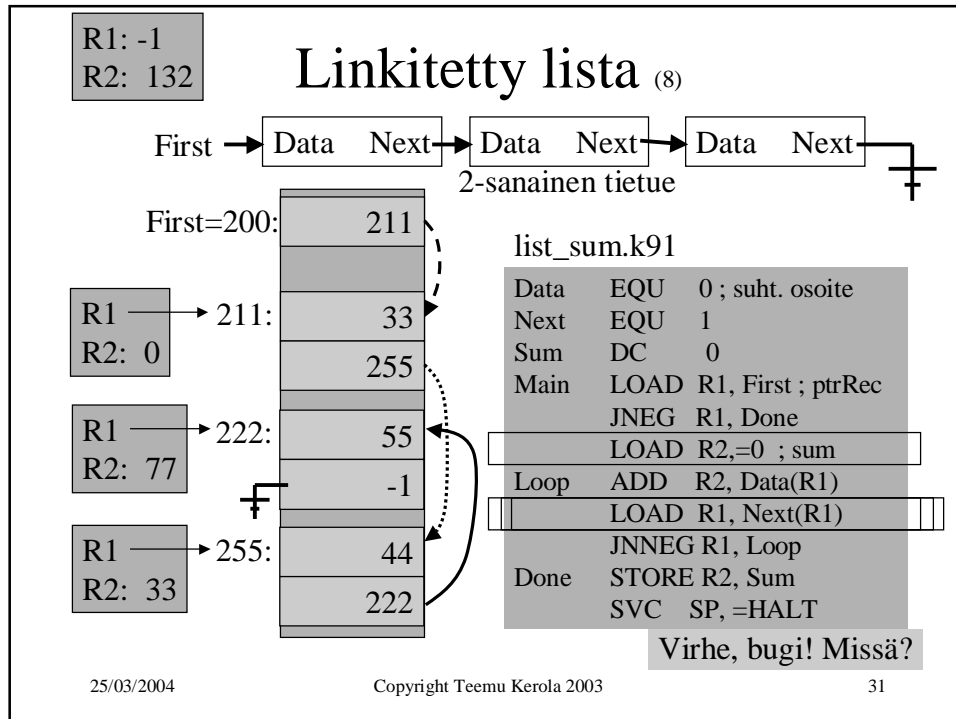 R1: -1
R2: 132
Linkitetty lista (8)
First Data Next Data Next Data Next
2-sanainen tietue
First=200: 211
R1 211: 33
R2: 0
255
R1 222: 55
R2: 77
-1
R1 255: 44
R2: 33
222
list_sum.k91
Data EQU 0 ; suht. osoite
Next EQU 1
Sum DC 0
Main LOAD R1, First ; ptrRec
JNEG R1, Done
LOAD R2,=0 ; sum
Loop ADD R2, Data(R1)
LOAD R1, Next(R1)
JNNEG R1, Loop
Done STORE R2, Sum
SVC SP, =HALT
Virhe, bugi! Missä?
25/03/2004 Copyright Teemu Kerola 2003 31